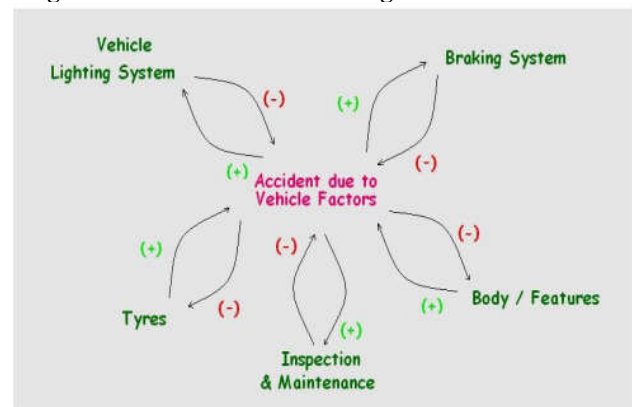 Vehicle
Lighting System
Braking System
(-)
(+)
(+)
(-)
Accident due to
Vehicle Factors
(+)
(-)
(-)
(-)
(+)
(+)
Tyres
Body / Features
Inspection
& Maintenance